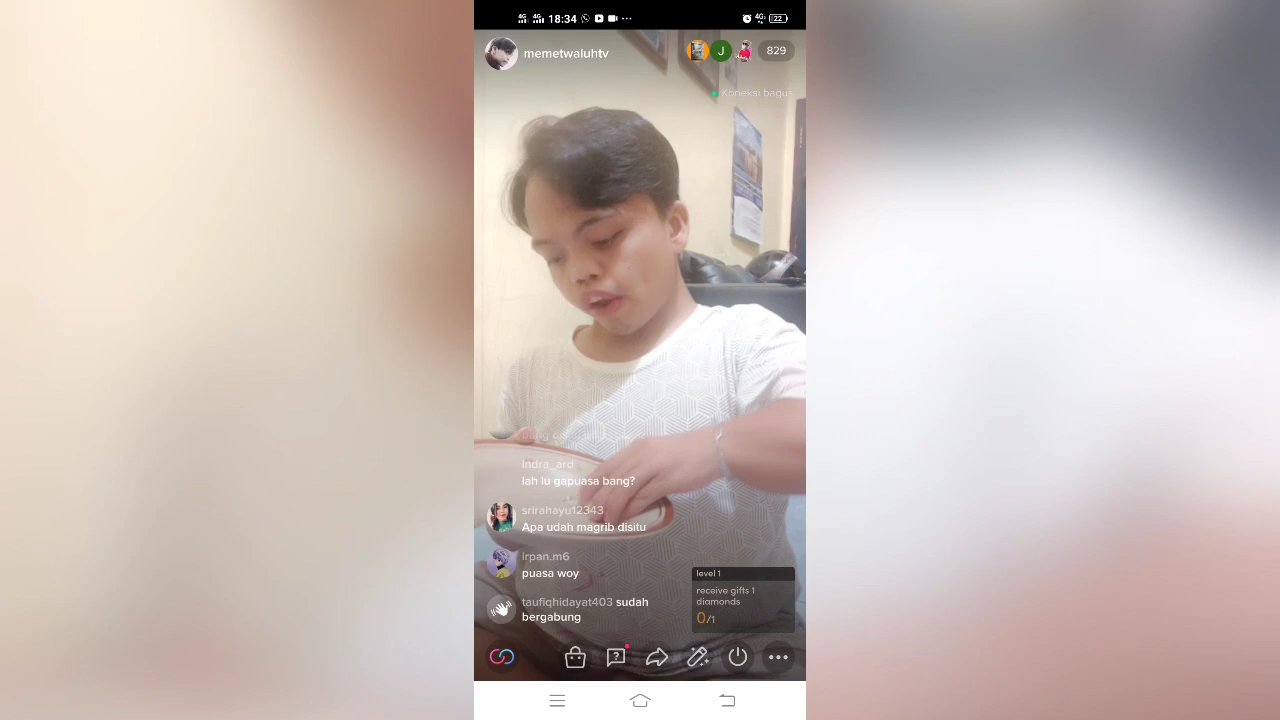 18:34
22
memetwaluhtv
J
829
Koneksi bagus
indra_ard
lah lu gapuasa bang?
srirahayu12343
Apa udah magrib disitu
irpan.m6
puasa woy
taufiqhidayat403 sudah
bergabung
level 1
receive gifts 1
diamonds
0/1